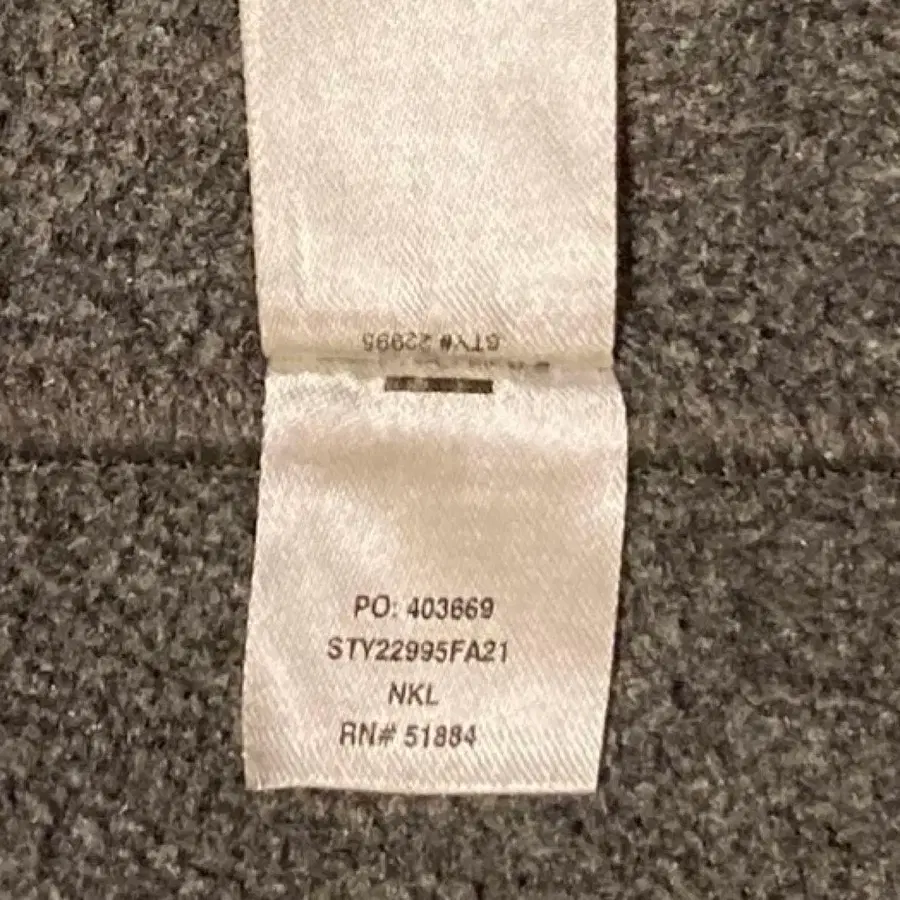 STY# 22995
PO: 403669
STY22995FA21
NKL
RN# 51884